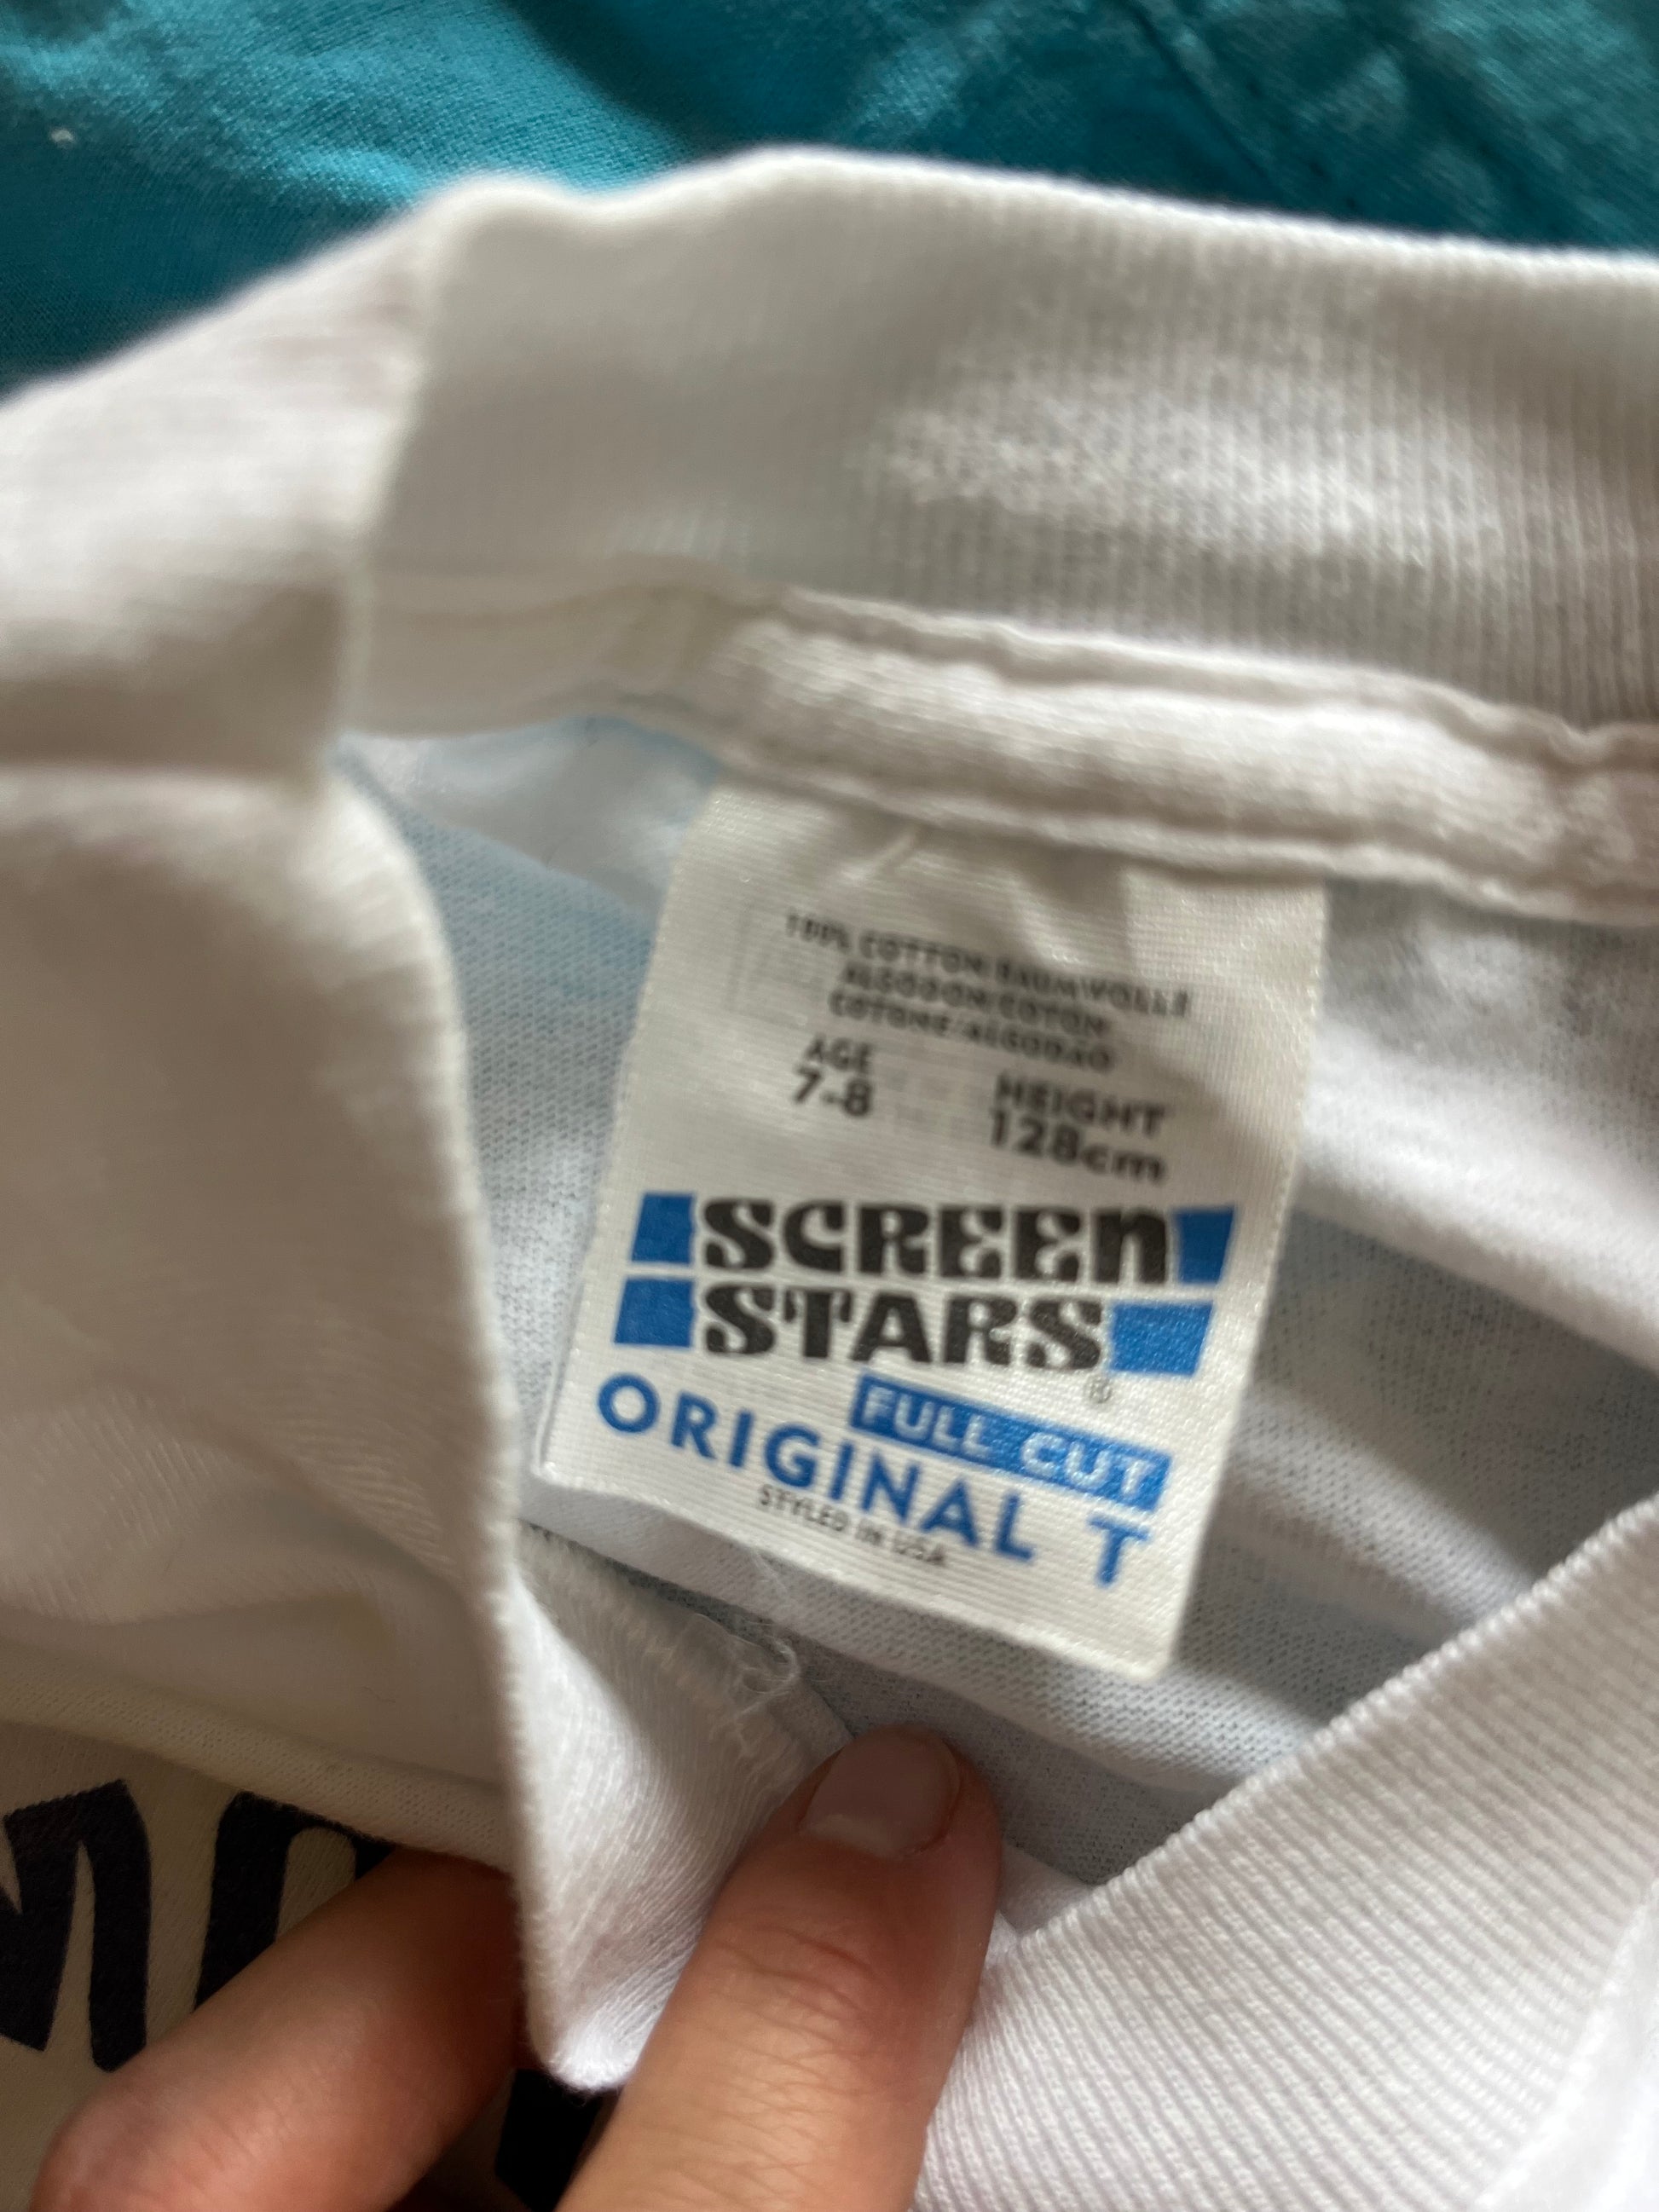 100% COTTON/BAUMWOLLE
ALGODON/COTON
COTONE/ALGODAO
AGE HEIGHT
7-8 128cm
SCREEN
STARS®
FULL CUT
ORIGINAL T
STYLED IN USA